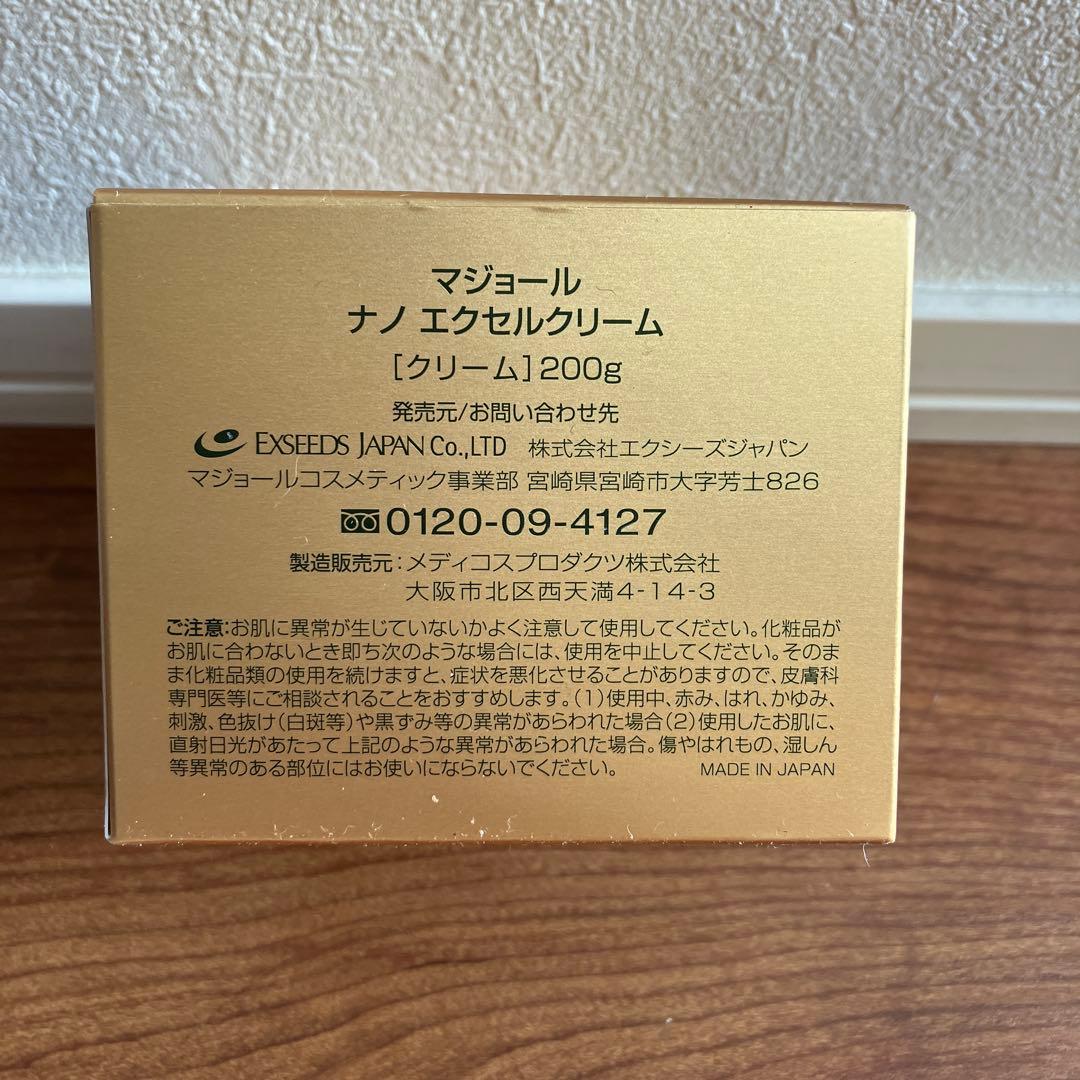 マジョール
ナノ エクセルクリーム
[クリーム]200g
発売元/お問い合わせ先
EXSEEDS JAPAN Co.,LTD 株式会社エクシーズジャパン
マジョールコスメティック事業部 宮崎県宮崎市大字芳士826
0120-09-4127
製造販売元:メディコスプロダクツ株式会社
大阪市北区西天満4-14-3
ご注意:お肌に異常が生じていないかよく注意して使用してください。化粧品が
お肌に合わないとき即ち次のような場合には、使用を中止してください。そのま
ま化粧品類の使用を続けますと、症状を悪化させることがありますので、皮膚科
専門医等にご相談されることをおすすめします。(1)使用中、赤み、はれ、かゆみ、
刺激、色抜け(白斑等)や黒ずみ等の異常があらわれた場合(2)使用したお肌に、
直射日光があたって上記のような異常があらわれた場合。傷やはれもの、湿しん
等異常のある部位にはお使いにならないでください。 MADE IN JAPAN